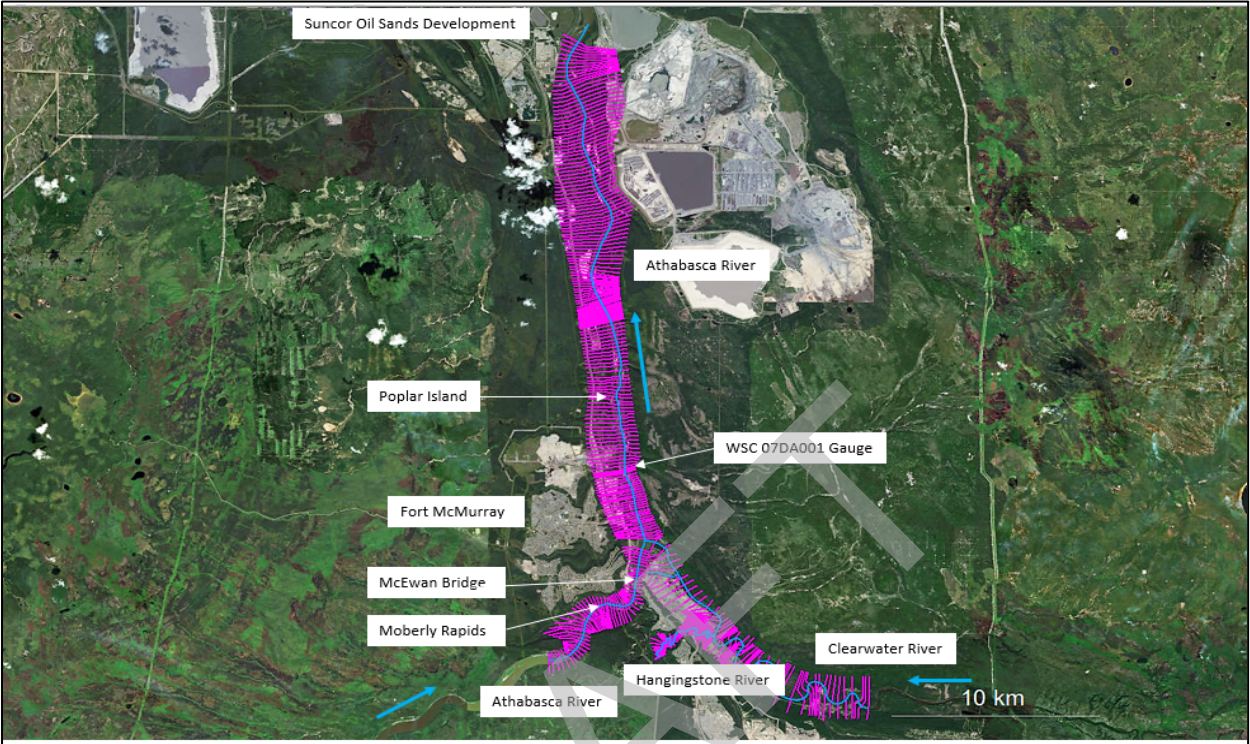 Suncor Oil Sands Development
Athabasca River
Poplar Island
WSC 07DA001 Gauge
Fort McMurray
McEwan Bridge
Moberly Rapids
Clearwater River
Hangingstone River
Athabasca River
10 km